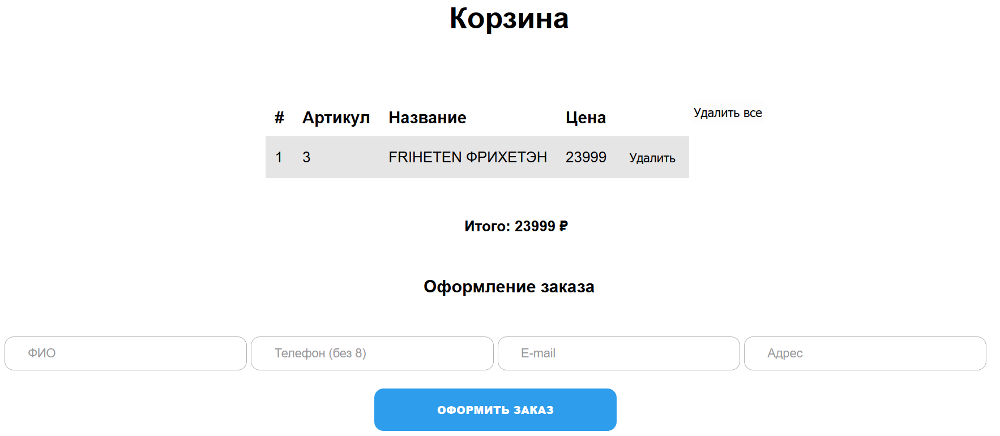 Корзина
# Артикул Название Цена Удалить все
1 3 FRIHETEN ФРИХЕТЭН 23999 Удалить
Итого: 23999 ₽
Оформление заказа
ФИО Телефон (без 8) E-mail Адрес
ОФОРМИТЬ ЗАКАЗ